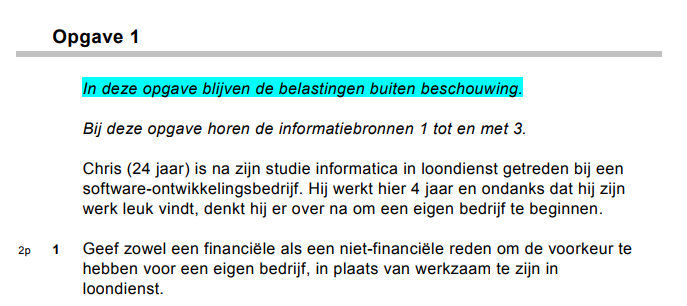 Opgave 1
In deze opgave blijven de belastingen buiten beschouwing.
Bij deze opgave horen de informatiebronnen 1 tot en met 3.
Chris (24 jaar) is na zijn studie informatica in loondienst getreden bij een
software-ontwikkelingsbedrijf. Hij werkt hier 4 jaar en ondanks dat hij zijn
werk leuk vindt, denkt hij er over na om een eigen bedrijf te beginnen.
2p 1 Geef zowel een financiële als een niet-financiële reden om de voorkeur te
hebben voor een eigen bedrijf, in plaats van werkzaam te zijn in
loondienst.